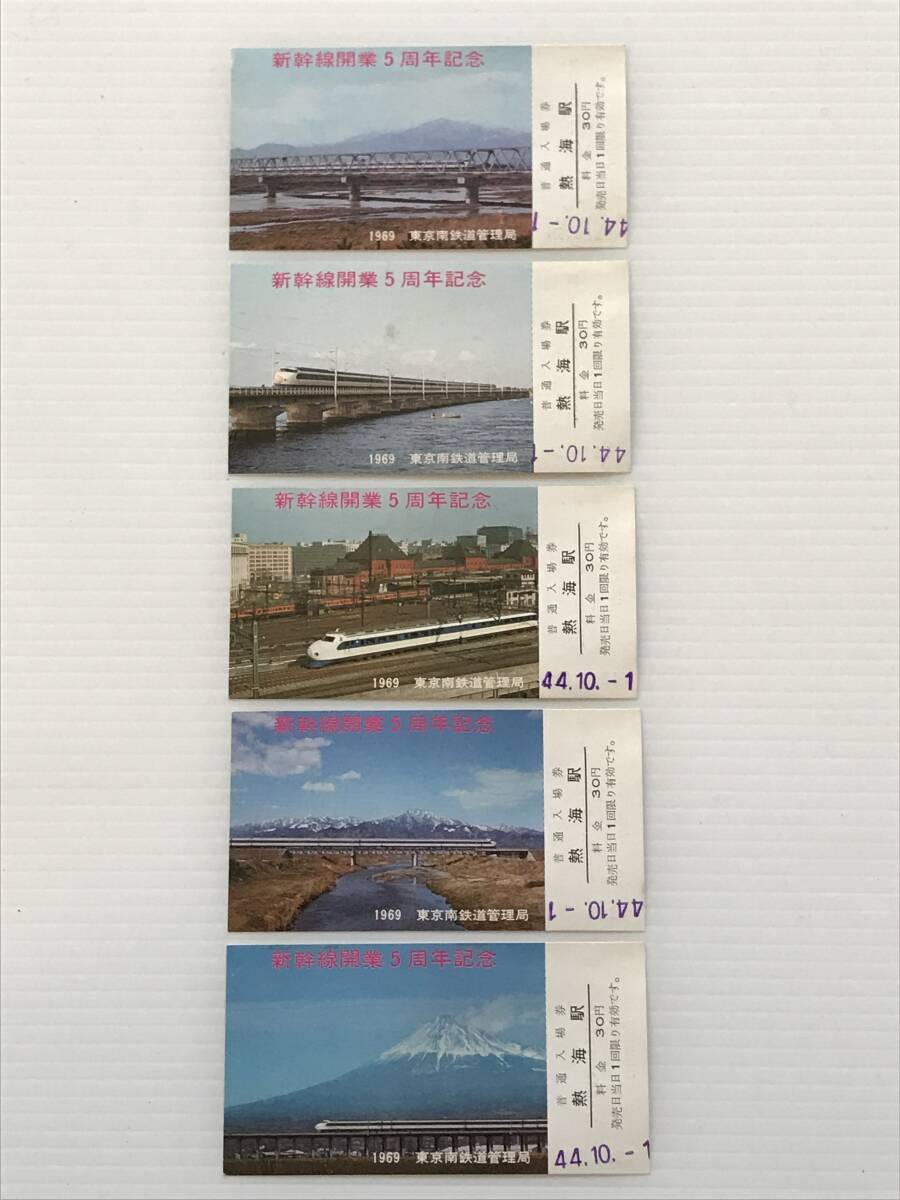 新幹線開業5周年記念
1969 東京南鉄道管理局
普通入場券
熱海駅
料金 30円
発売日当日1回限り有効です。
44.10.-1
新幹線開業5周年記念
1969 東京南鉄道管理局
普通入場券
熱海駅
料金 30円
発売日当日1回限り有効です。
44.10.-1
新幹線開業5周年記念
1969 東京南鉄道管理局
普通入場券
熱海駅
料金 30円
発売日当日1回限り有効です。
44.10.-1
新幹線開業5周年記念
1969 東京南鉄道管理局
普通入場券
熱海駅
料金 30円
発売日当日1回限り有効です。
44.10.-1
新幹線開業5周年記念
1969 東京南鉄道管理局
普通入場券
熱海駅
料金 30円
発売日当日1回限り有効です。
44.10.-1